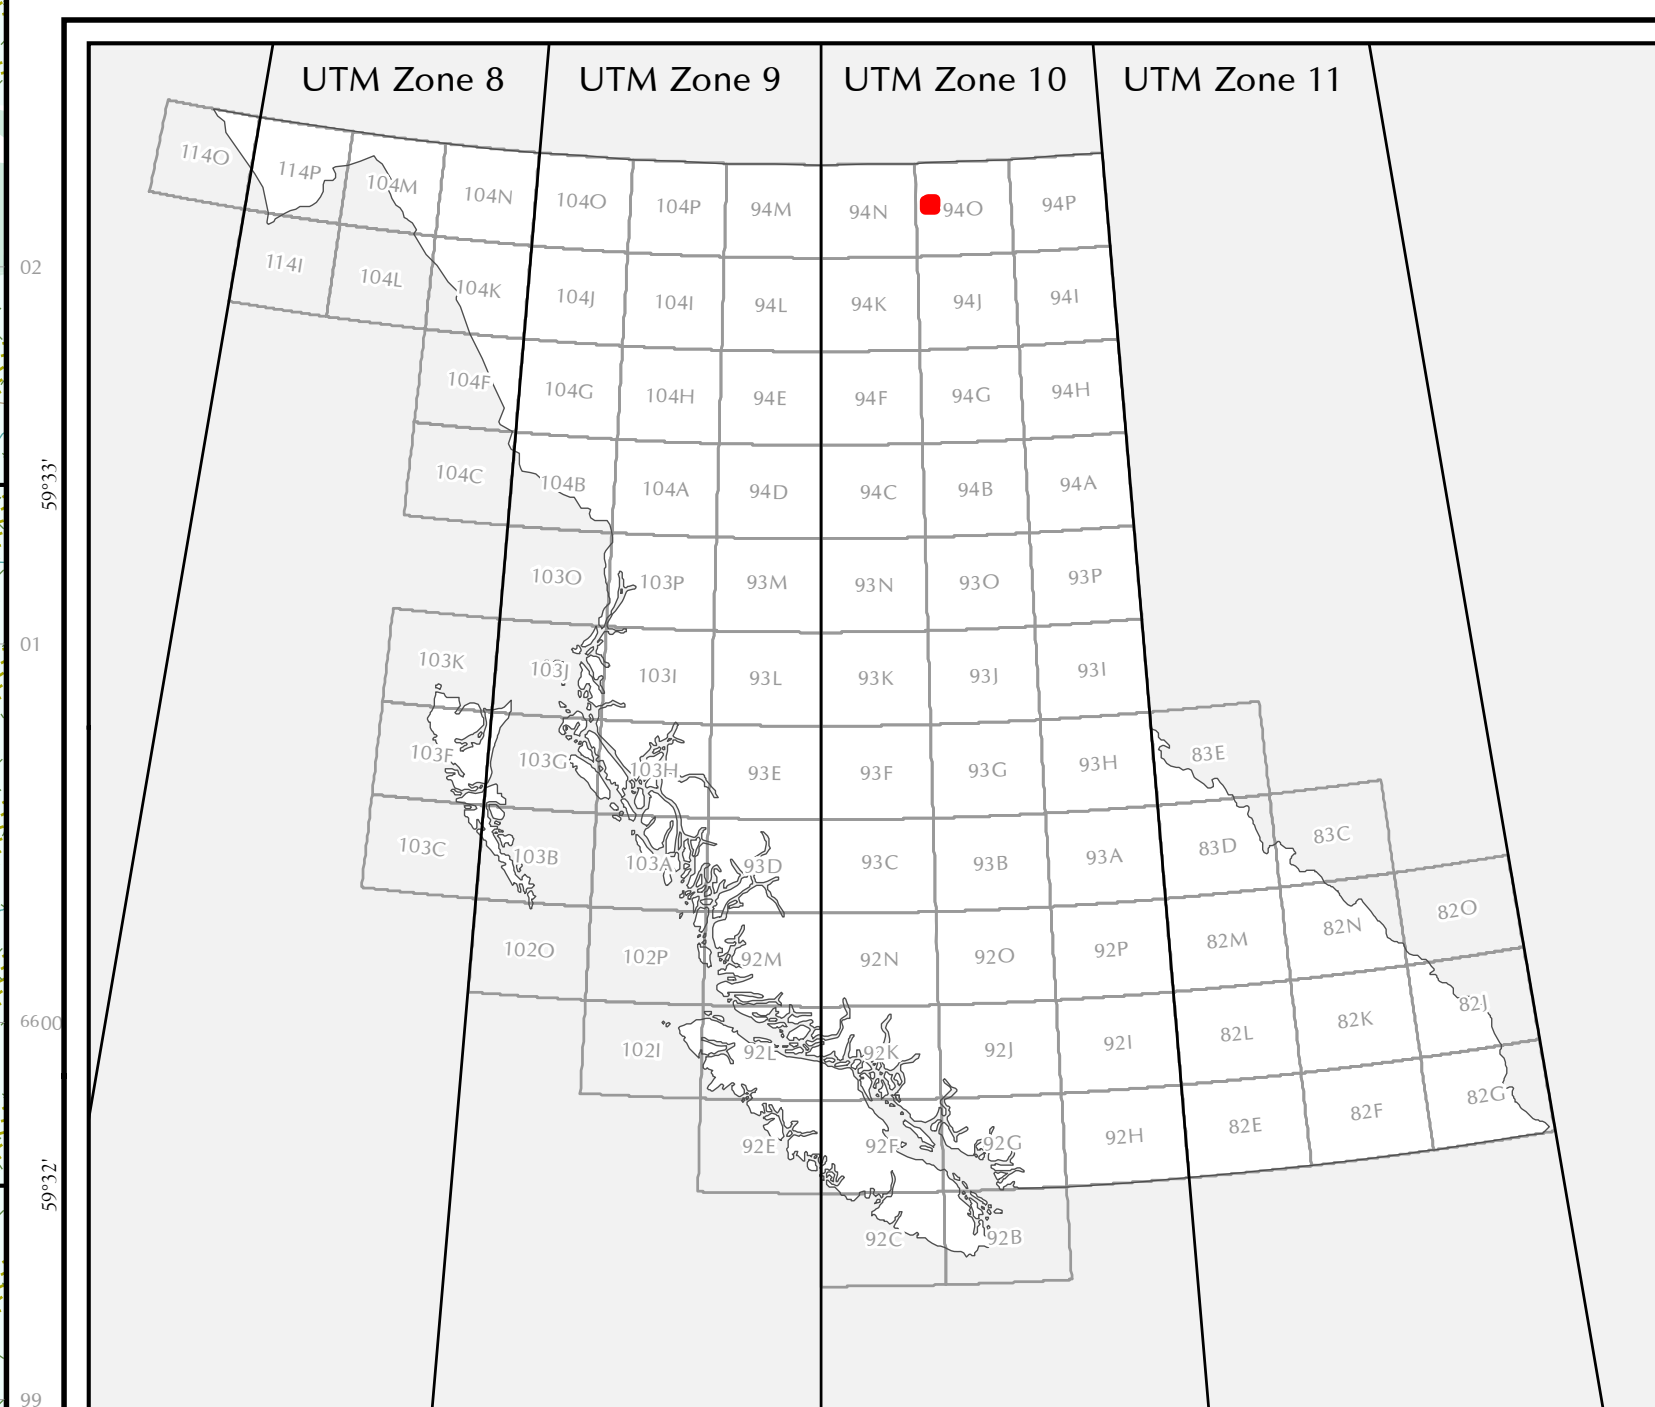 UTM Zone 8 UTM Zone 9 UTM Zone 10 UTM Zone 11
114O 114P 104M 104N 104O 104P 94M 94N 94O 94P
02
114I 104L 104K 104J 104I 94L 94K 94J 94I
104F 104G 104H 94E 94F 94G 94H
59°33'
104C 104B 104A 94D 94C 94B 94A
103O 103P 93M 93N 93O 93P
01
103K 103J 103I 93L 93K 93J 93I
103F 103G 103H 93E 93F 93G 93H 83E
103C 103B 103A 93D 93C 93B 93A 83D 83C
102O 102P 92M 92N 92O 92P 82M 82N 82O
6600
102I 92L 92K 92J 92I 82L 82K 82J
92E 92F 92G 92H 82E 82F 82G
59°32'
92C 92B
99